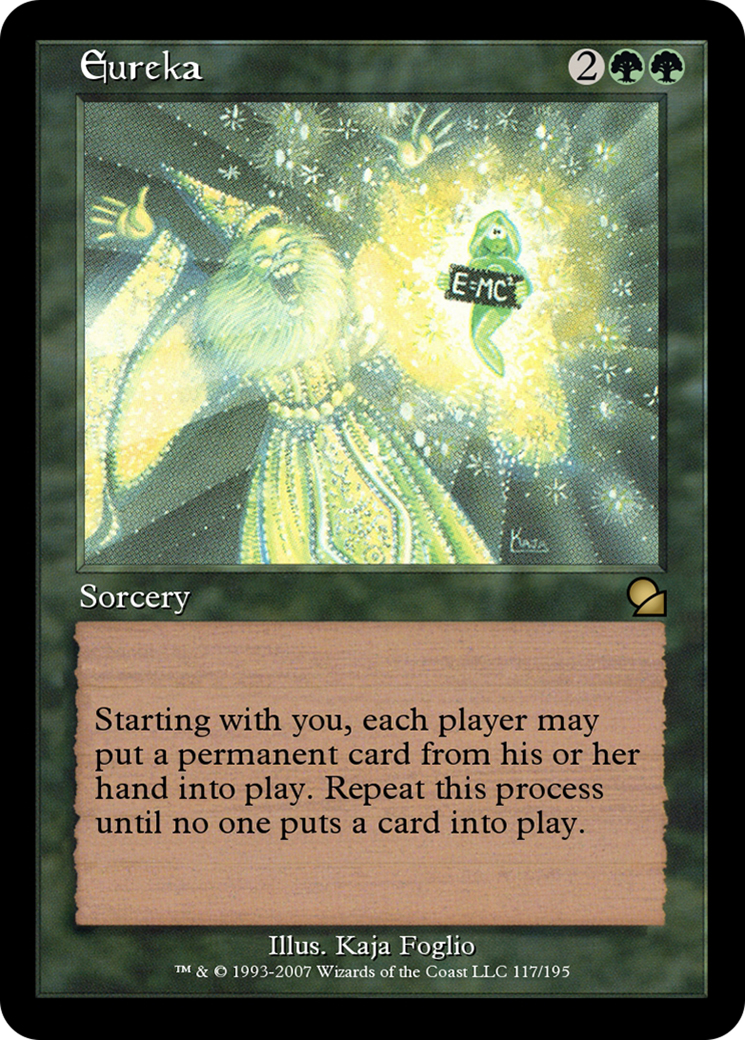 Eureka 2
E=MC²
KAJA
Sorcery
Starting with you, each player may
put a permanent card from his or her
hand into play. Repeat this process
until no one puts a card into play.
Illus. Kaja Foglio
™ & © 1993-2007 Wizards of the Coast LLC 117/195